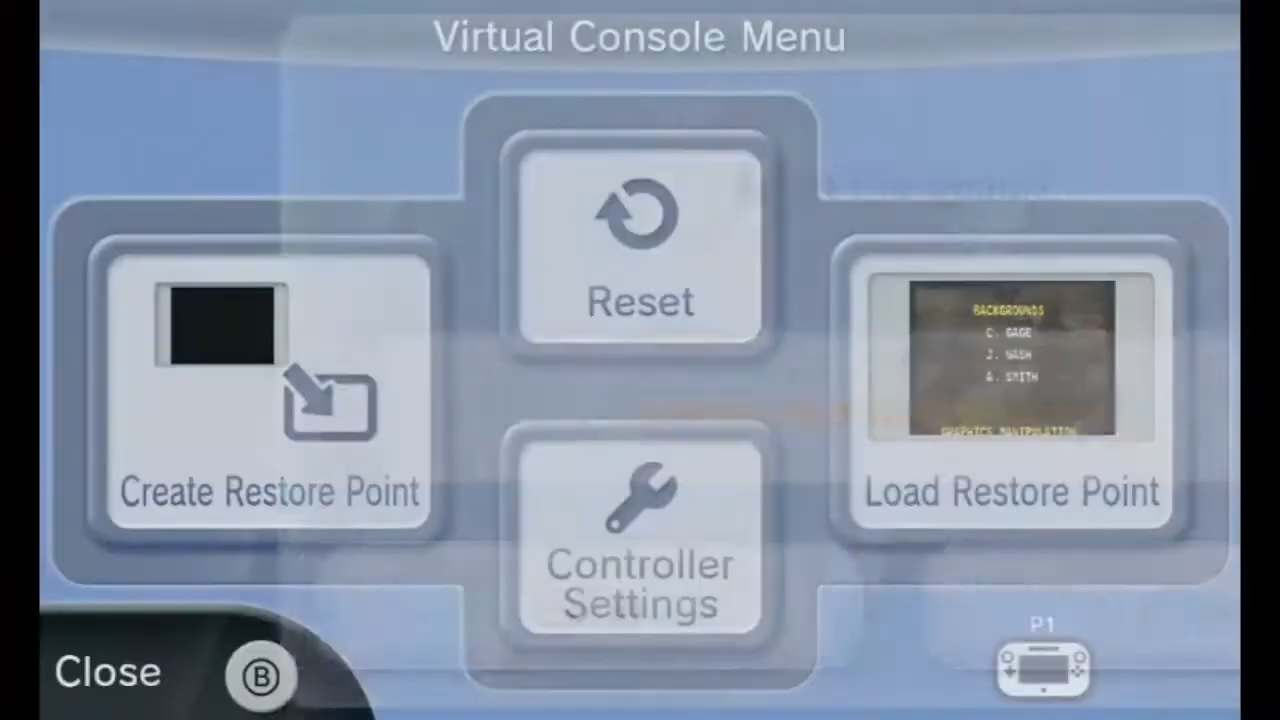 Virtual Console Menu
Reset
Create Restore Point
BACKGROUNDS
C. GAGE
J. NASH
A. SMITH
GRAPHICS MANIPULATION
Load Restore Point
Controller
Settings
P1
Close
B